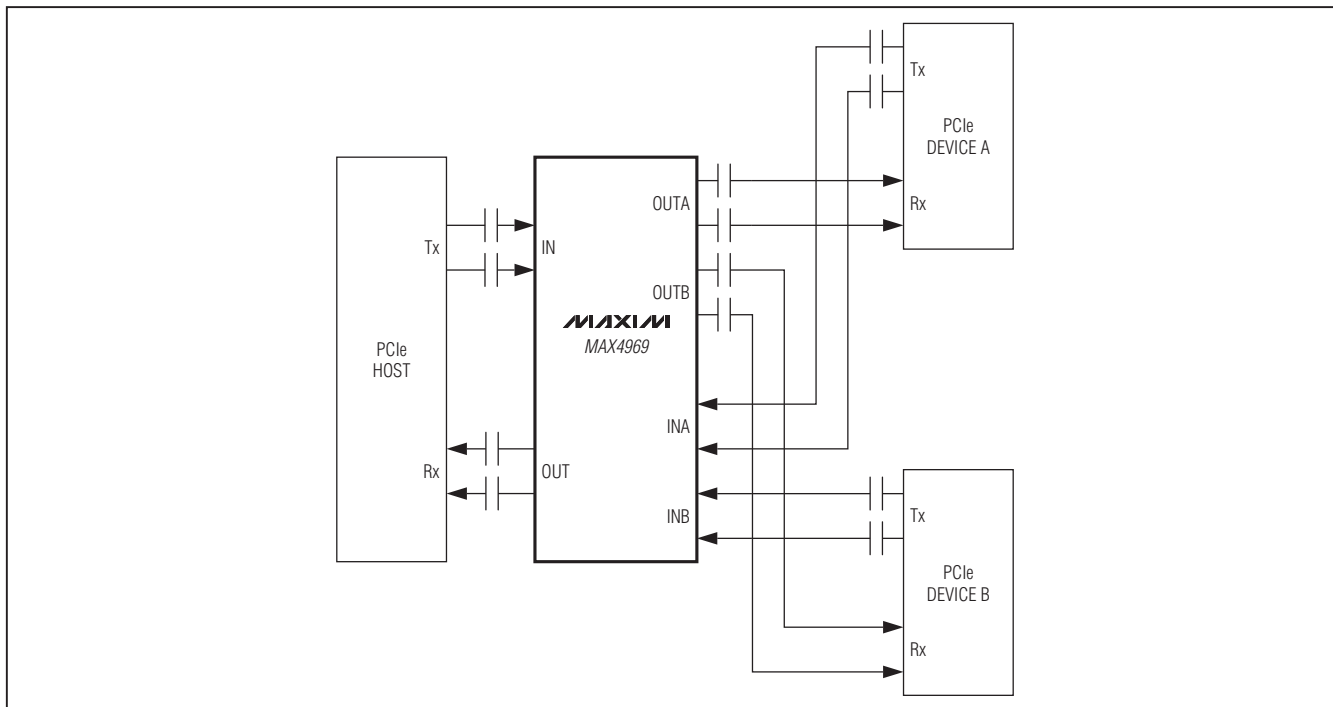 Tx
PCIe
DEVICE A
Rx
OUTA
Tx
IN
OUTB
MAXIM
MAX4969
PCIe
HOST
INA
Rx
OUT
INB
Tx
PCIe
DEVICE B
Rx